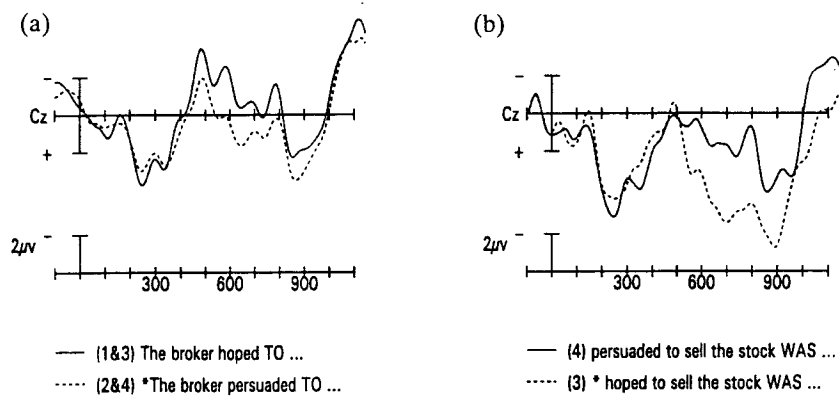 (a)
(b)
−
Cz
+
2μv −
300 600 900
−
Cz
+
2μv −
300 600 900
(1&3) The broker hoped TO ...
(2&4) *The broker persuaded TO ...
(4) persuaded to sell the stock WAS ...
(3) * hoped to sell the stock WAS ...